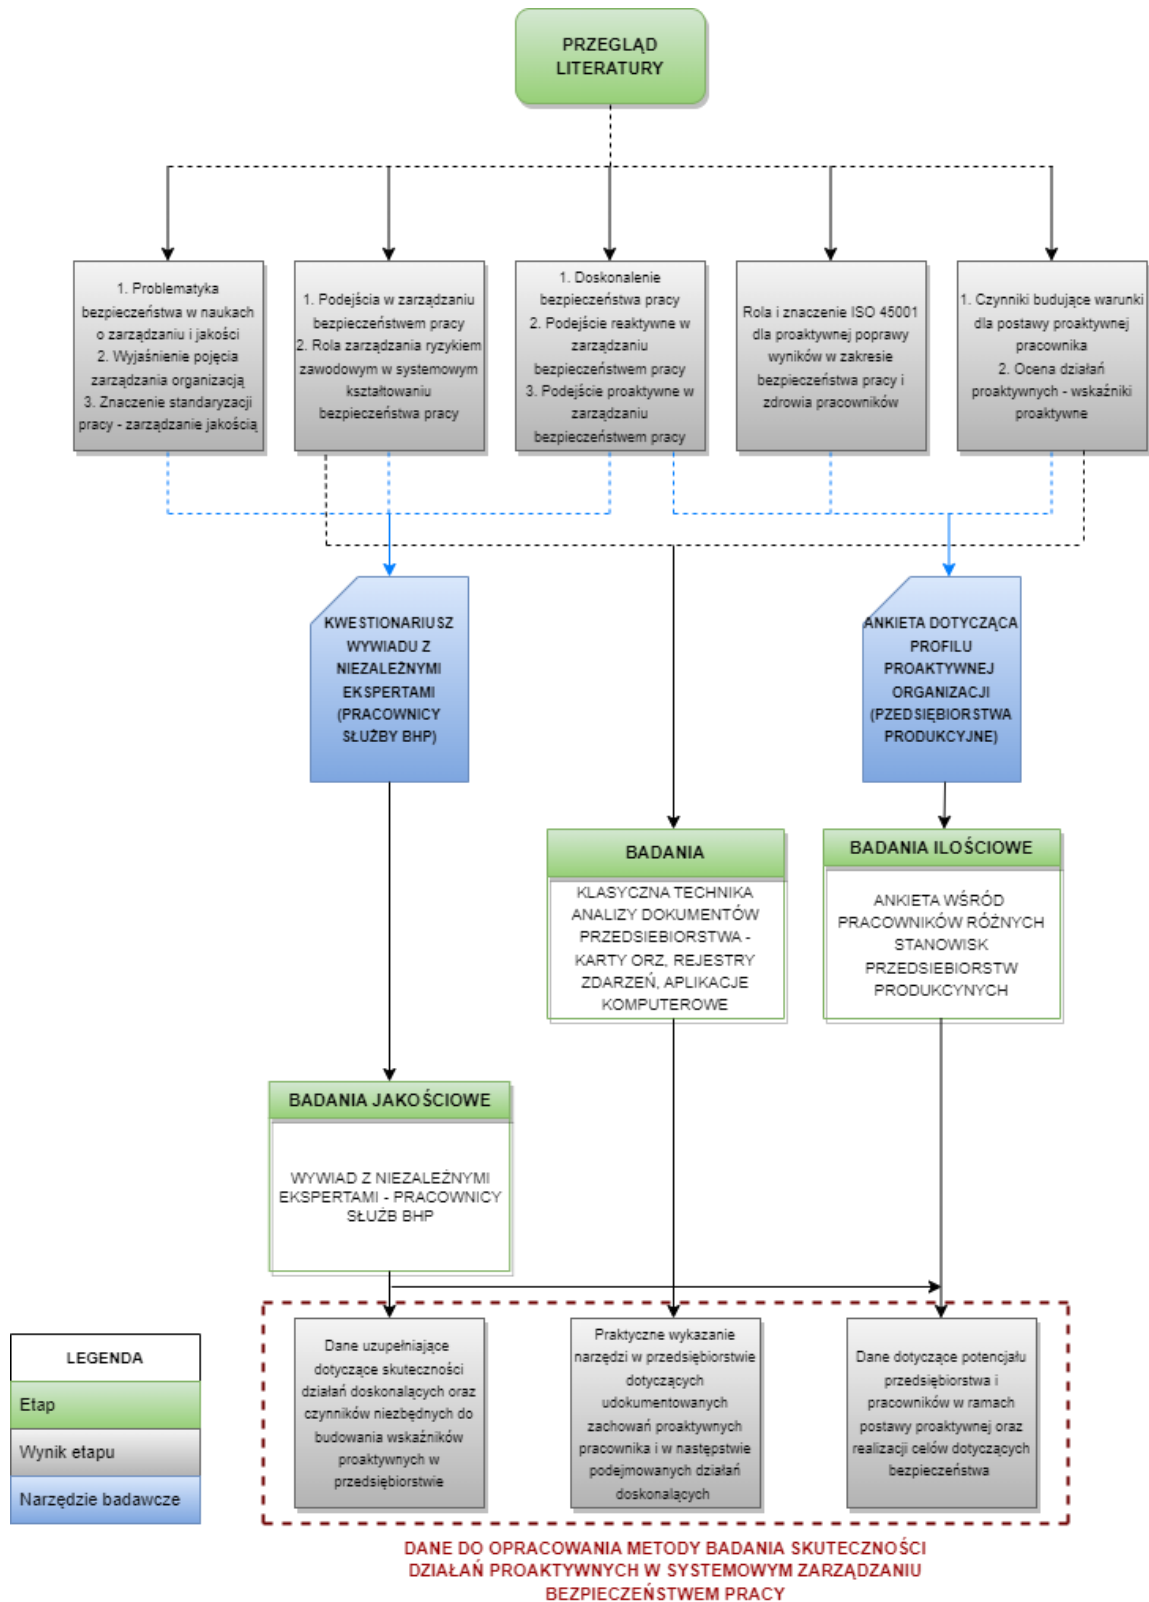 PRZEGLĄD
LITERATURY
1. Problematyka
bezpieczeństwa w naukach
o zarządzaniu i jakości
2. Wyjaśnienie pojęcia
zarządzania organizacją
3. Znaczenie standaryzacji
pracy - zarządzanie jakością
1. Podejścia w zarządzaniu
bezpieczeństwem pracy
2. Rola zarządzania ryzykiem
zawodowym w systemowym
kształtowaniu
bezpieczeństwa pracy
1. Doskonalenie
bezpieczeństwa pracy
2. Podejście reaktywne w
zarządzaniu
bezpieczeństwem pracy
3. Podejście proaktywne w
zarządzaniu
bezpieczeństwem pracy
Rola i znaczenie ISO 45001
dla proaktywnej poprawy
wyników w zakresie
bezpieczeństwa pracy i
zdrowia pracowników
1. Czynniki budujące warunki
dla postawy proaktywnej
pracownika
2. Ocena działań
proaktywnych - wskaźniki
proaktywne
KWESTIONARIUSZ
WYWIADU Z
NIEZALEŻNYMI
EKSPERTAMI
(PRACOWNICY
SŁUŻBY BHP)
ANKIETA DOTYCZĄCA
PROFILU
PROAKTYWNEJ
ORGANIZACJI
(PZEDSIĘBIORSTWA
PRODUKCYJNE)
BADANIA
KLASYCZNA TECHNIKA
ANALIZY DOKUMENTÓW
PRZEDSIEBIORSTWA -
KARTY ORZ, REJESTRY
ZDARZEŃ, APLIKACJE
KOMPUTEROWE
BADANIA ILOŚCIOWE
ANKIETA WŚRÓD
PRACOWNIKÓW RÓŻNYCH
STANOWISK
PRZEDSIEBIORSTW
PRODUKCYNYCH
BADANIA JAKOŚCIOWE
WYWIAD Z NIEZALEŻNYMI
EKSPERTAMI - PRACOWNICY
SŁUŻB BHP
Dane uzupełniające
dotyczące skuteczności
działań doskonalących oraz
czynników niezbędnych do
budowania wskaźników
proaktywnych w
przedsiębiorstwie
Praktyczne wykazanie
narzędzi w przedsiębiorstwie
dotyczących
udokumentowanych
zachowań proaktywnych
pracownika i w następstwie
podejmowanych działań
doskonalących
Dane dotyczące potencjału
przedsiębiorstwa i
pracowników w ramach
postawy proaktywnej oraz
realizacji celów dotyczących
bezpieczeństwa
LEGENDA
Etap
Wynik etapu
Narzędzie badawcze
DANE DO OPRACOWANIA METODY BADANIA SKUTECZNOŚCI
DZIAŁAŃ PROAKTYWNYCH W SYSTEMOWYM ZARZĄDZANIU
BEZPIECZEŃSTWEM PRACY